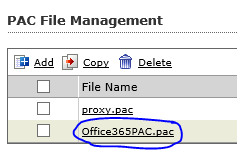 PAC File Management
Add Copy Delete
File Name
proxy.pac
Office365PAC.pac